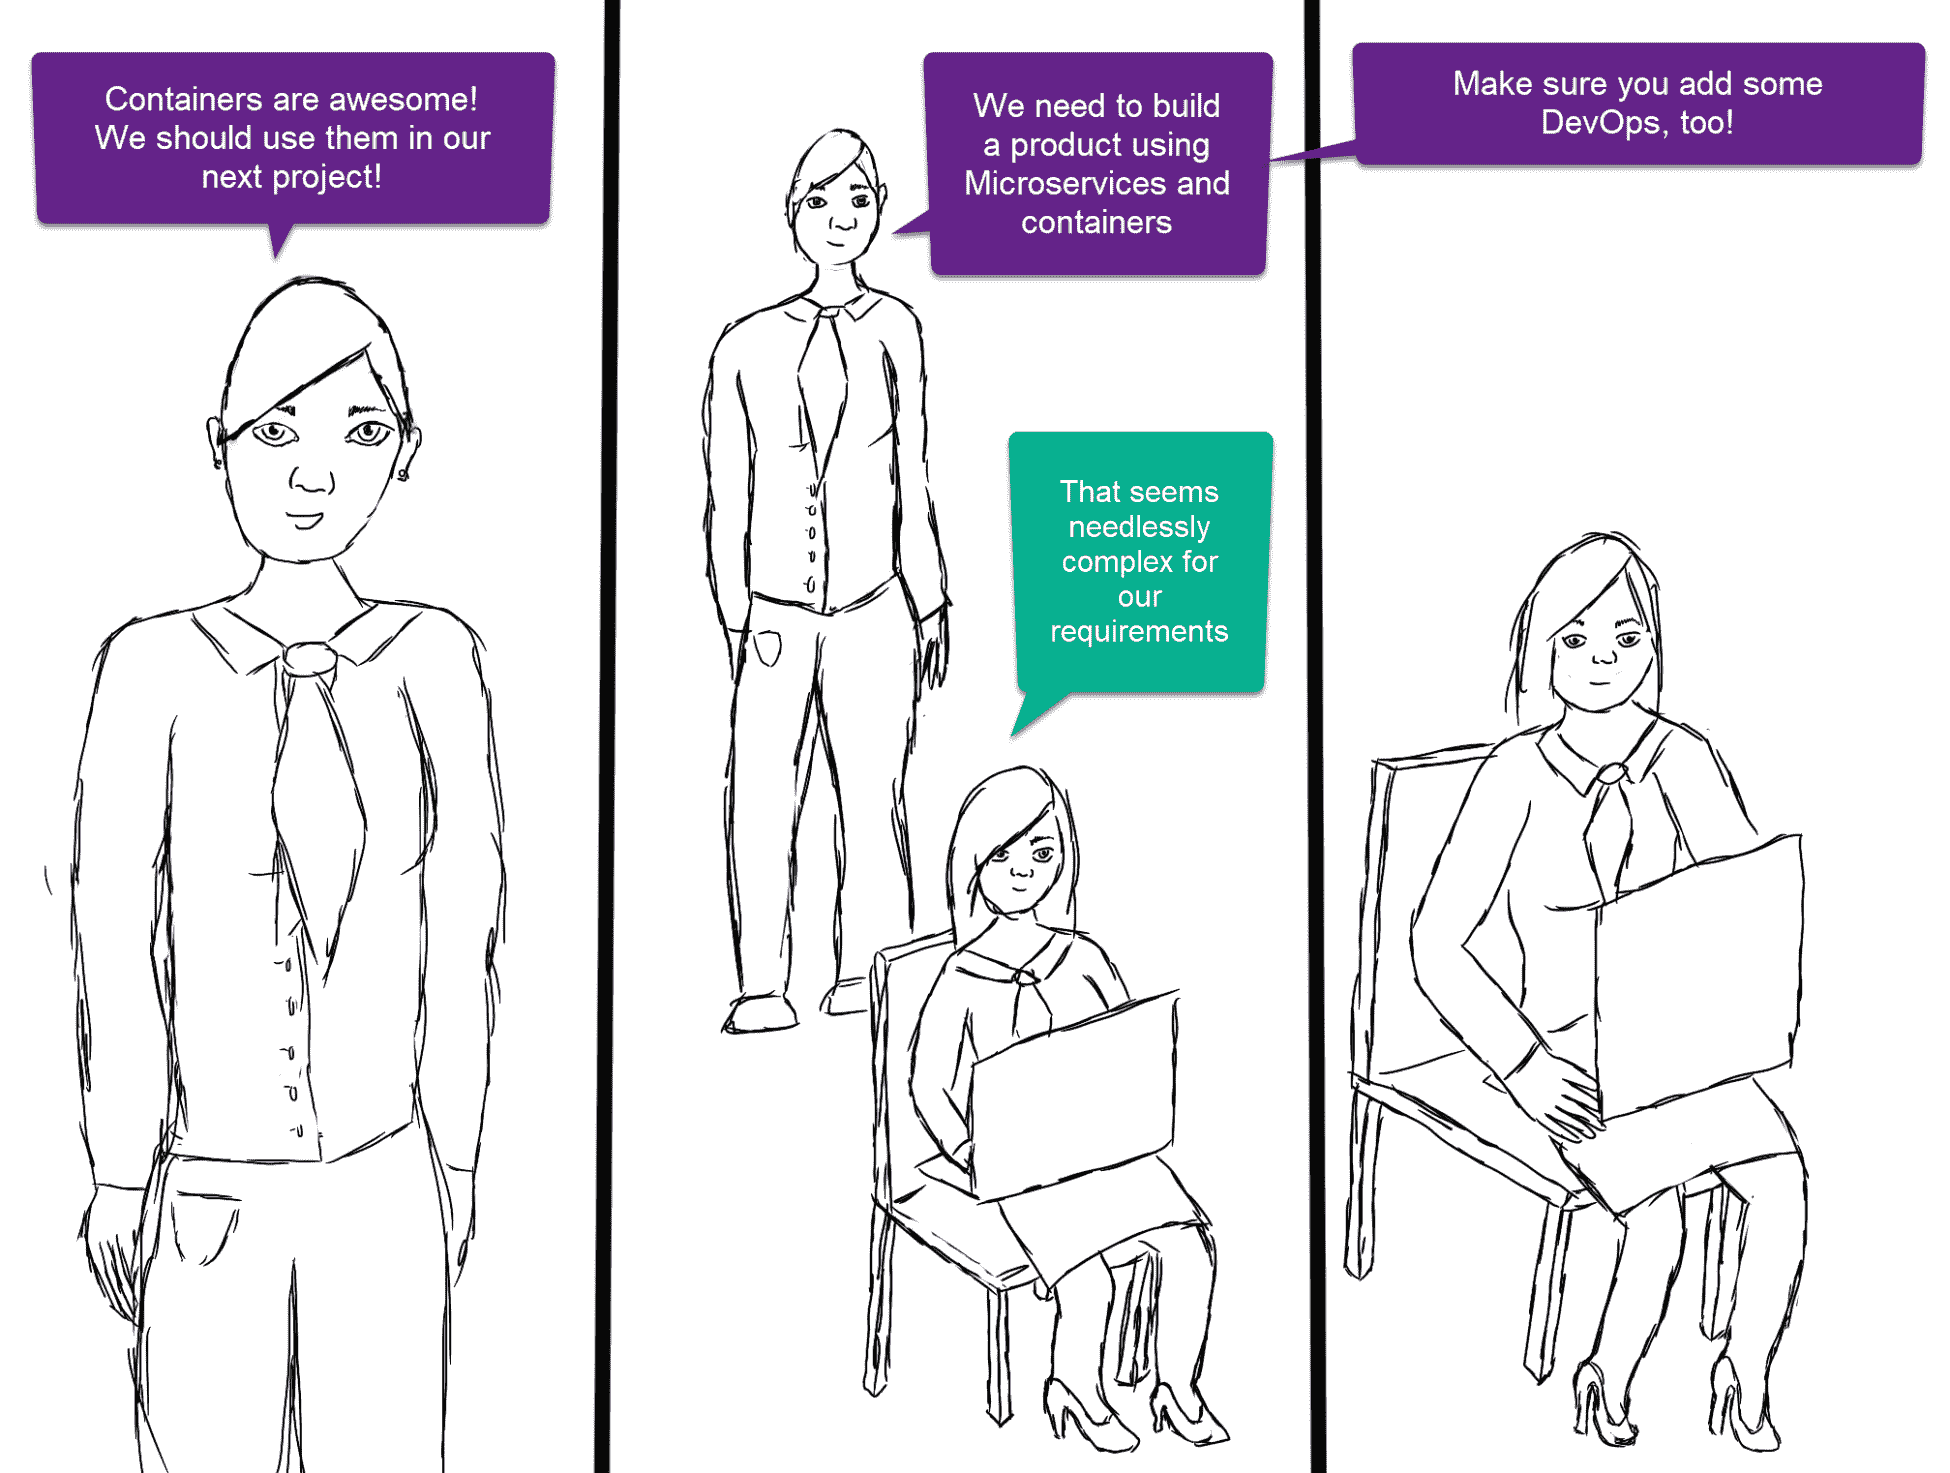 Containers are awesome!
We should use them in our
next project!
We need to build
a product using
Microservices and
containers
That seems
needlessly
complex for
our
requirements
Make sure you add some
DevOps, too!